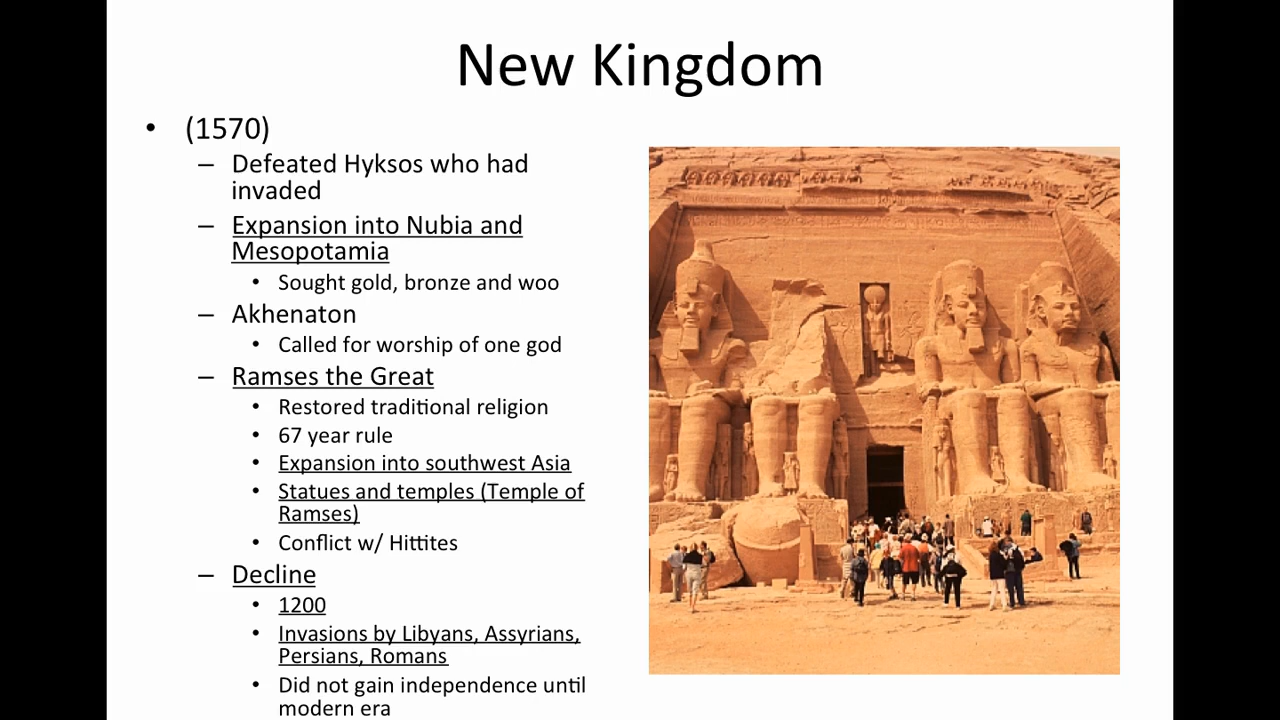 New Kingdom
• (1570)
– Defeated Hyksos who had
invaded
– Expansion into Nubia and
Mesopotamia
• Sought gold, bronze and woo
– Akhenaton
• Called for worship of one god
– Ramses the Great
• Restored traditional religion
• 67 year rule
• Expansion into southwest Asia
• Statues and temples (Temple of
Ramses)
• Conflict w/ Hittites
– Decline
• 1200
• Invasions by Libyans, Assyrians,
Persians, Romans
• Did not gain independence until
modern era